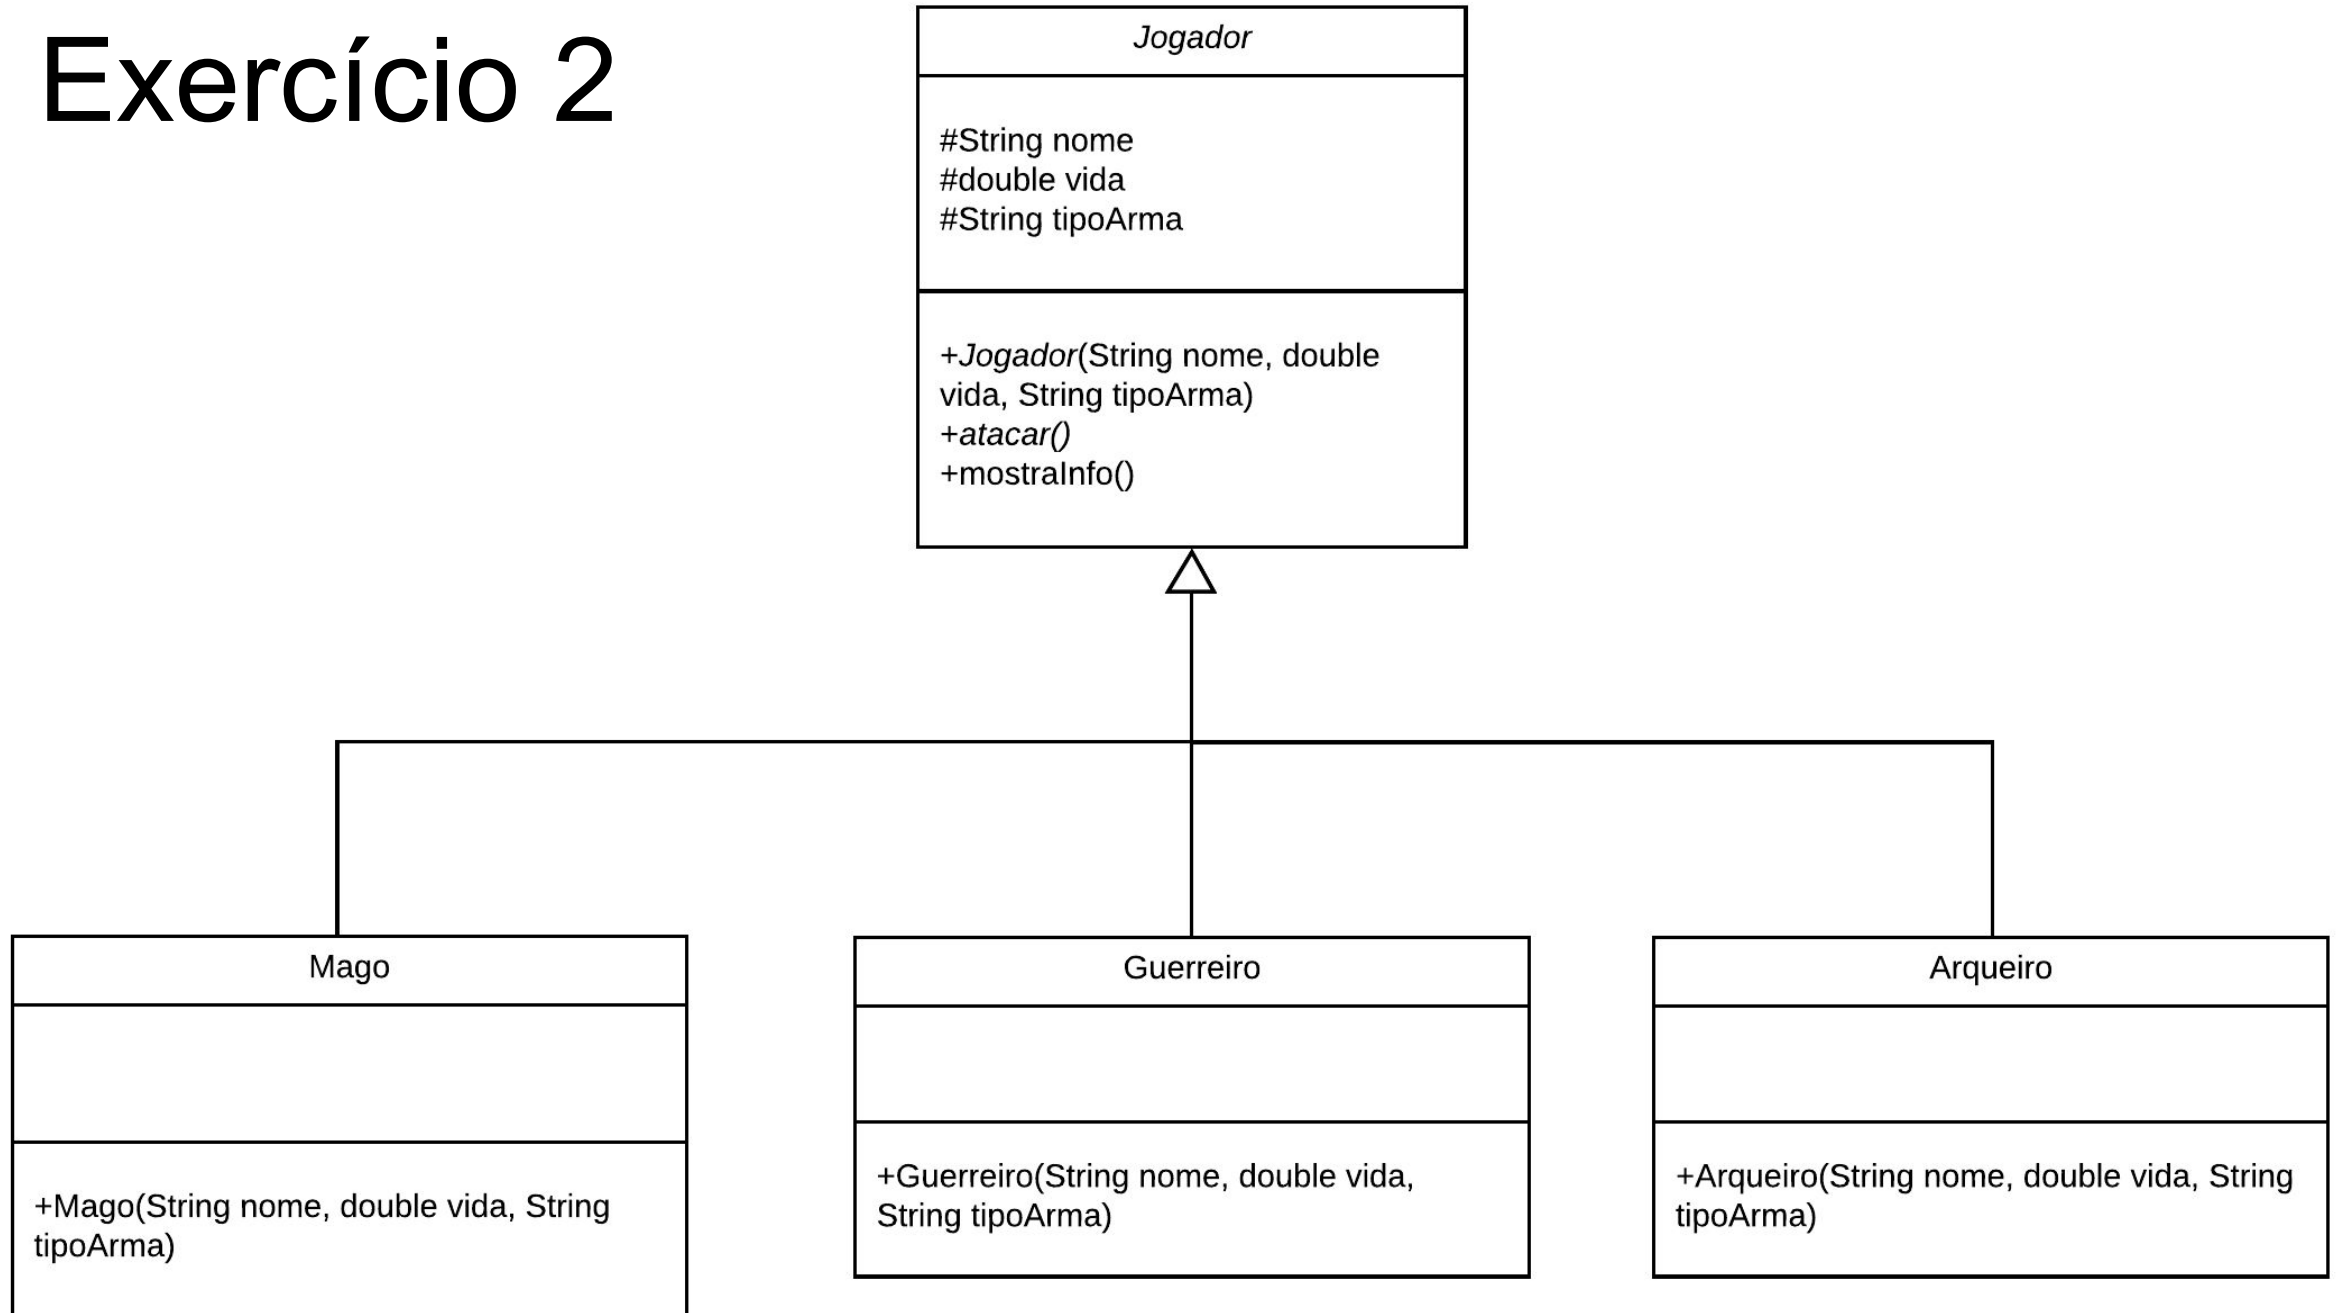 Exercício 2
Jogador
#String nome
#double vida
#String tipoArma
+Jogador(String nome, double
vida, String tipoArma)
+atacar()
+mostraInfo()
Mago
+Mago(String nome, double vida, String
tipoArma)
Guerreiro
+Guerreiro(String nome, double vida,
String tipoArma)
Arqueiro
+Arqueiro(String nome, double vida, String
tipoArma)